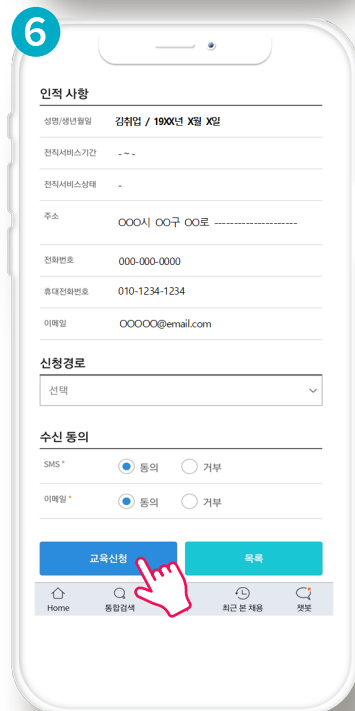 6
인적 사항
성명/생년월일 김취업 / 19XX년 X월 X일
전직서비스기간 - ~ -
전직서비스상태 -
주소 OOO시 OO구 OO로 ---------------------
전화번호 000-000-0000
휴대전화번호 010-1234-1234
이메일 OOOOO@email.com
신청경로
선택
수신 동의
SMS * 동의 거부
이메일 * 동의 거부
교육신청 목록
Home 통합검색 최근 본 채용 챗봇